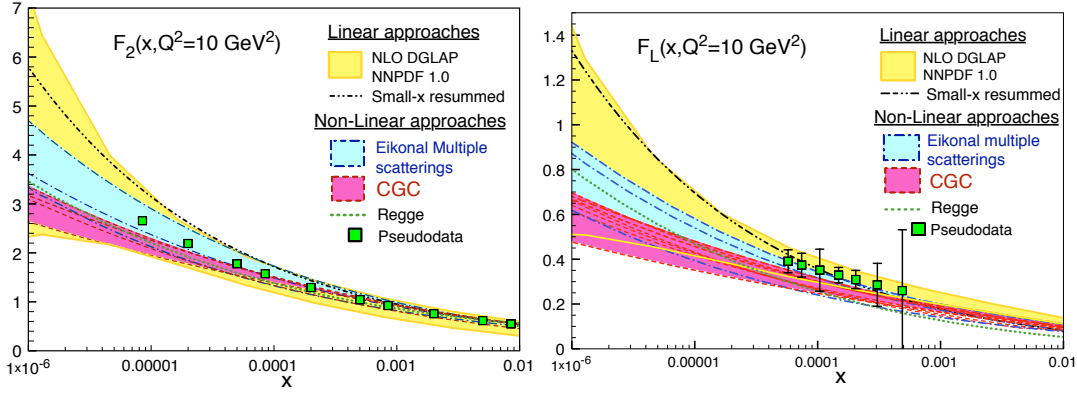 F2(x,Q²=10 GeV²)
Linear approaches
NLO DGLAP
NNPDF 1.0
Small-x resummed
Non-Linear approaches
Eikonal Multiple
scatterings
CGC
Regge
Pseudodata
7
6
5
4
3
2
1
0
1×10⁻⁶
0.00001
0.0001
0.001
0.01
x
FL(x,Q²=10 GeV²)
Linear approaches
NLO DGLAP
NNPDF 1.0
Small-x resummed
Non-Linear approaches
Eikonal multiple
scatterings
CGC
Regge
Pseudodata
1.4
1.2
1
0.8
0.6
0.4
0.2
0
1×10⁻⁶
0.00001
0.0001
0.001
0.01
x